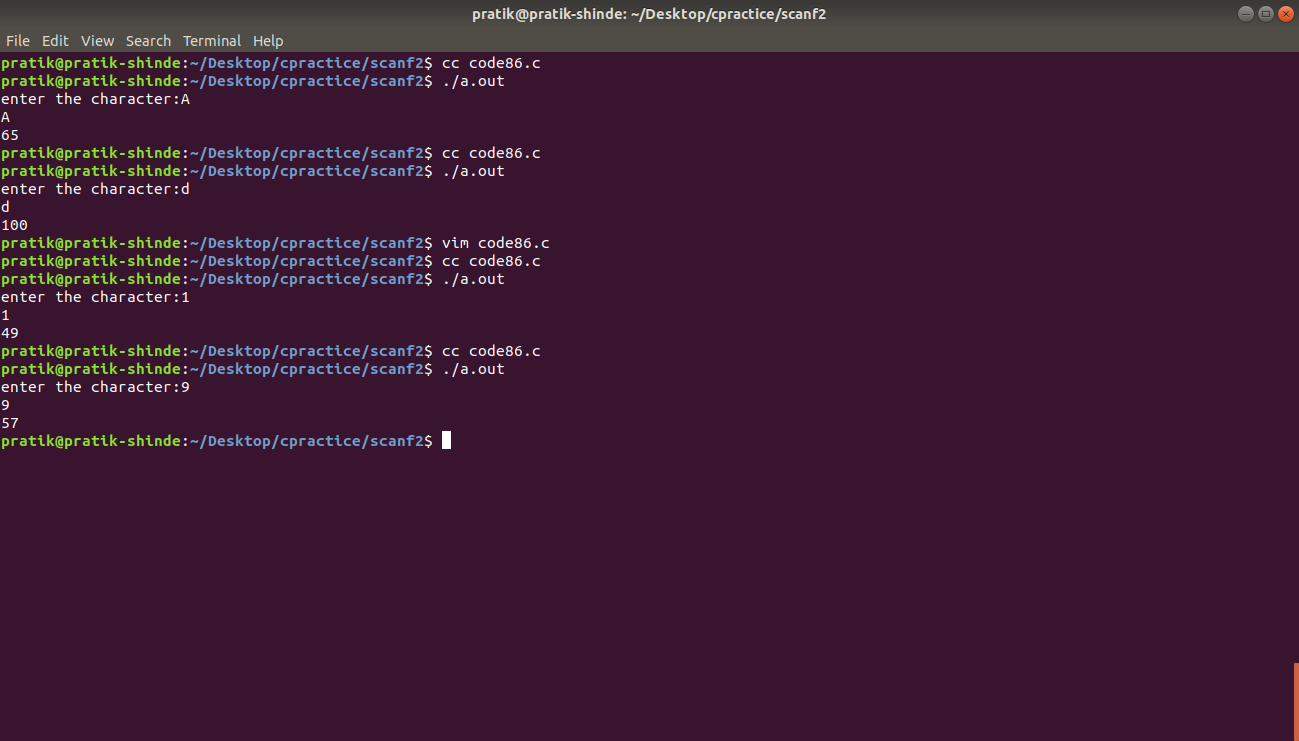 pratik@pratik-shinde: ~/Desktop/cpractice/scanf2
File Edit View Search Terminal Help
pratik@pratik-shinde:~/Desktop/cpractice/scanf2$ cc code86.c
pratik@pratik-shinde:~/Desktop/cpractice/scanf2$ ./a.out
enter the character:A
A
65
pratik@pratik-shinde:~/Desktop/cpractice/scanf2$ cc code86.c
pratik@pratik-shinde:~/Desktop/cpractice/scanf2$ ./a.out
enter the character:d
d
100
pratik@pratik-shinde:~/Desktop/cpractice/scanf2$ vim code86.c
pratik@pratik-shinde:~/Desktop/cpractice/scanf2$ cc code86.c
pratik@pratik-shinde:~/Desktop/cpractice/scanf2$ ./a.out
enter the character:1
1
49
pratik@pratik-shinde:~/Desktop/cpractice/scanf2$ cc code86.c
pratik@pratik-shinde:~/Desktop/cpractice/scanf2$ ./a.out
enter the character:9
9
57
pratik@pratik-shinde:~/Desktop/cpractice/scanf2$